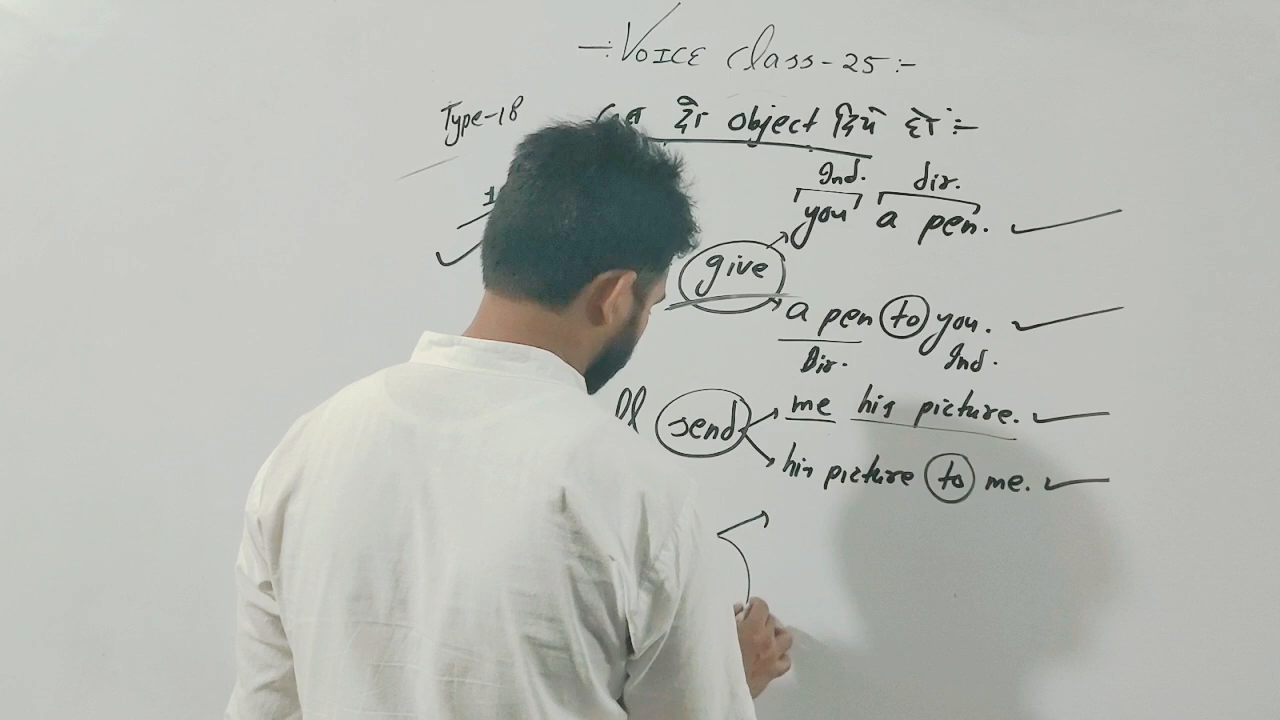 -: VOICE Class-25 :-
Type-18 दो object दिये हो :-
Ind. dir.
you a pen.
give
a pen to you.
Dir. Ind.
send me his picture.
his picture to me.